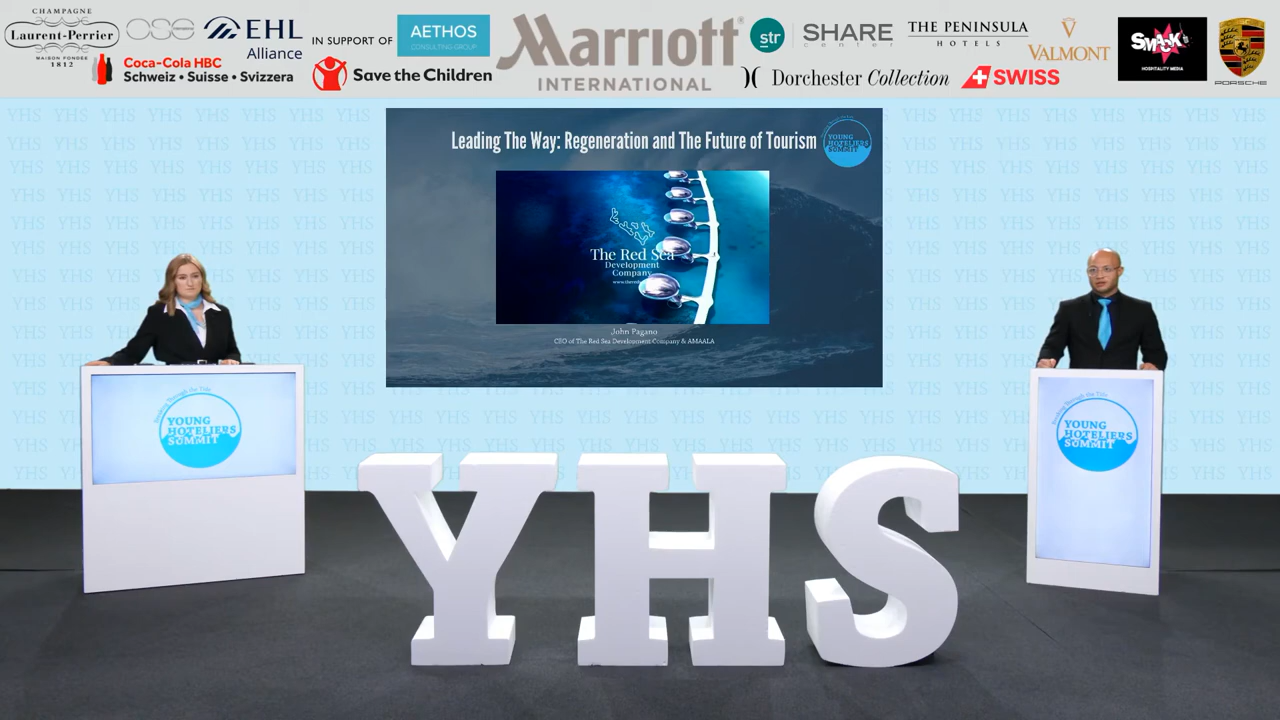 CHAMPAGNE
Laurent-Perrier
MAISON FONDÉE
1812
EHL
Alliance
Coca-Cola HBC
Schweiz • Suisse • Svizzera
IN SUPPORT OF
AETHOS
CONSULTING GROUP
Save the Children
Marriott
INTERNATIONAL
str
SHARE
center
THE PENINSULA
HOTELS
Dorchester Collection
SWISS
V
VALMONT
SMACK
HOSPITALITY MEDIA
PORSCHE
Leading The Way: Regeneration and The Future of Tourism
YOUNG
HOTELIERS
SUMMIT
The Red Sea
Development
Company
John Pagano
CEO of The Red Sea Development Company & AMAALA
YOUNG
HOTELIERS
SUMMIT
YOUNG
HOTELIERS
SUMMIT
YHS